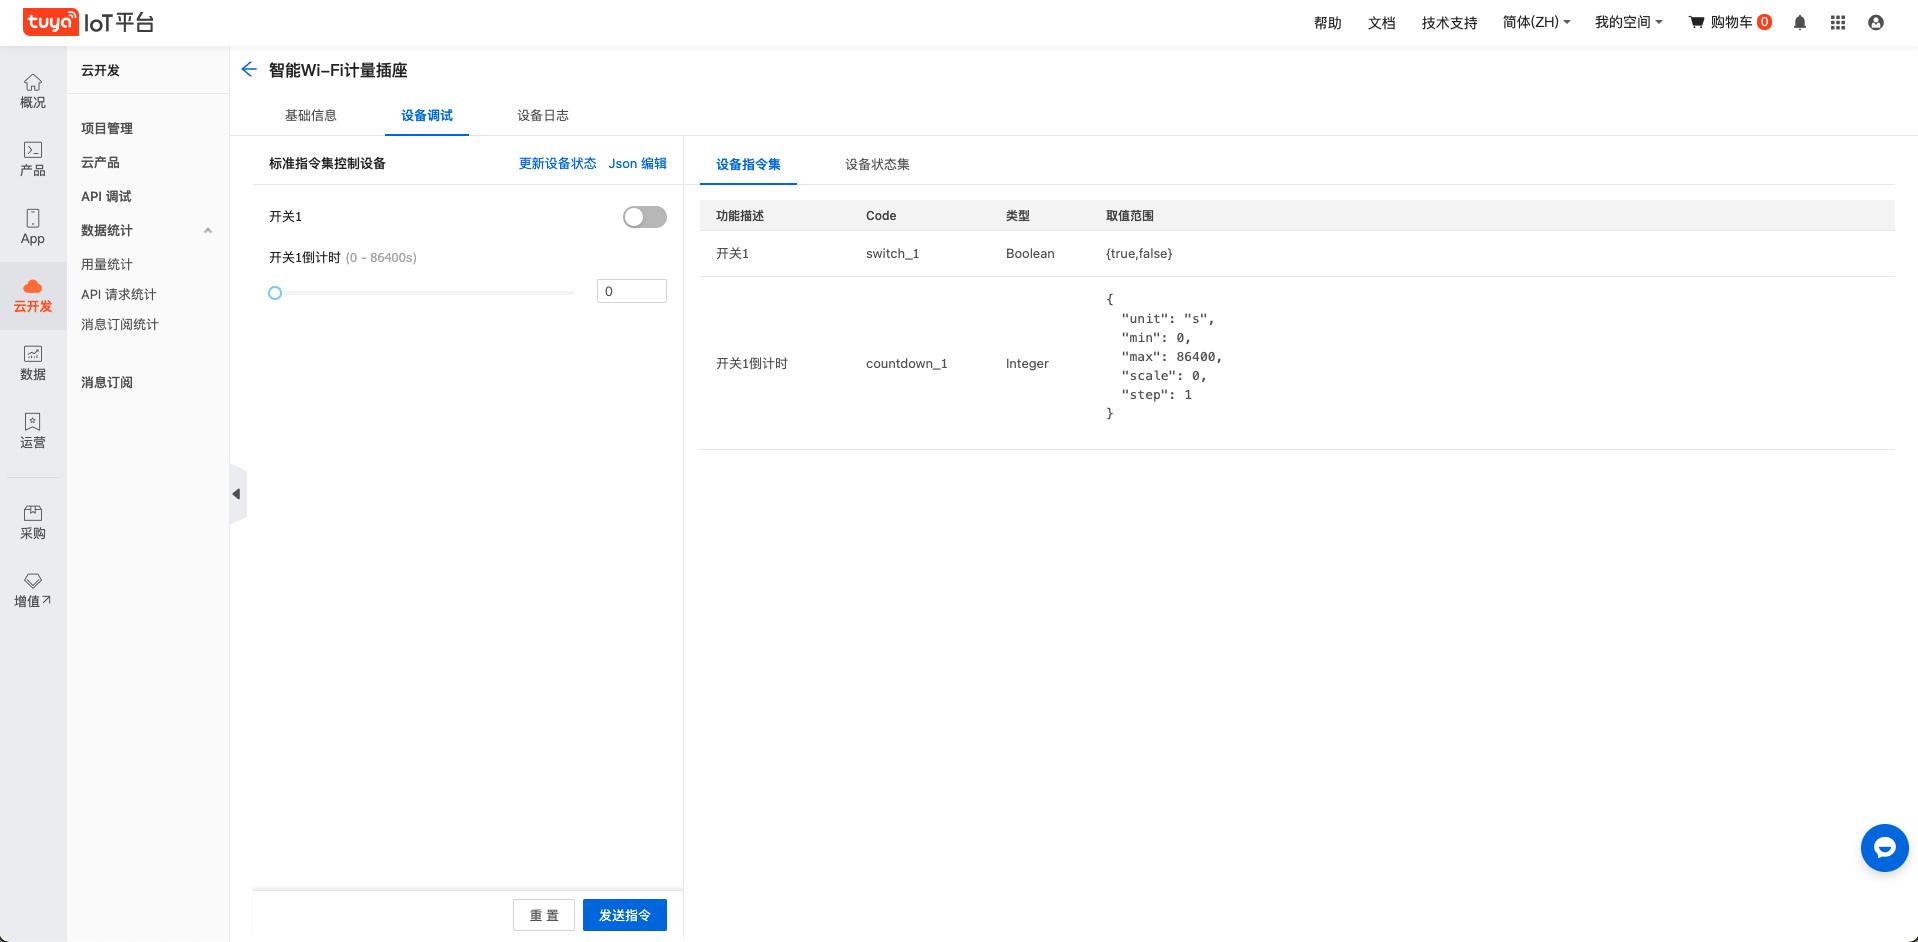 tuya IoT平台
帮助 文档 技术支持 简体(ZH) 我的空间 购物车 0
概况
产品
App
云开发
数据
运营
采购
增值
云开发
项目管理
云产品
API 调试
数据统计
用量统计
API 请求统计
消息订阅统计
消息订阅
智能Wi-Fi计量插座
基础信息 设备调试 设备日志
标准指令集控制设备 更新设备状态 Json 编辑
开关1
开关1倒计时 (0 - 86400s)
0
重 置 发送指令
设备指令集 设备状态集
功能描述 Code 类型 取值范围
开关1 switch_1 Boolean {true,false}
开关1倒计时 countdown_1 Integer
{
"unit": "s",
"min": 0,
"max": 86400,
"scale": 0,
"step": 1
}